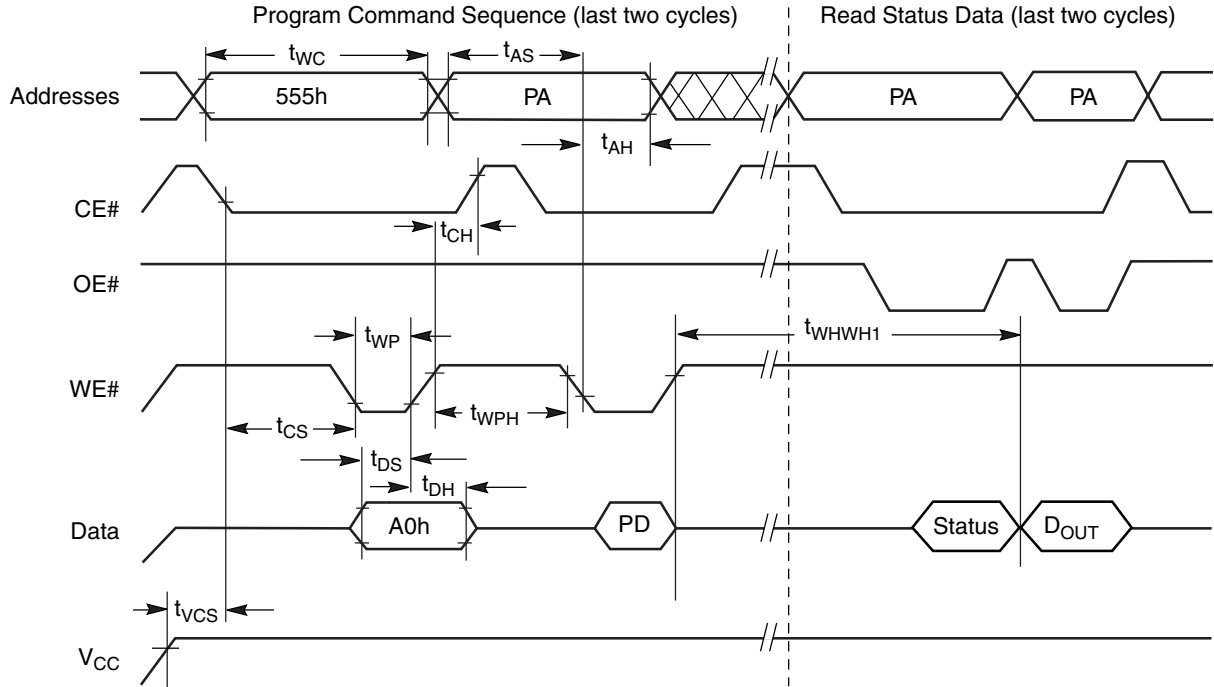 Program Command Sequence (last two cycles)
Read Status Data (last two cycles)
tWC
tAS
Addresses
555h
PA
PA
PA
tAH
CE#
tCH
OE#
tWP
tWHWH1
WE#
tWPH
tCS
tDS
tDH
Data
A0h
PD
Status
DOUT
tVCS
VCC